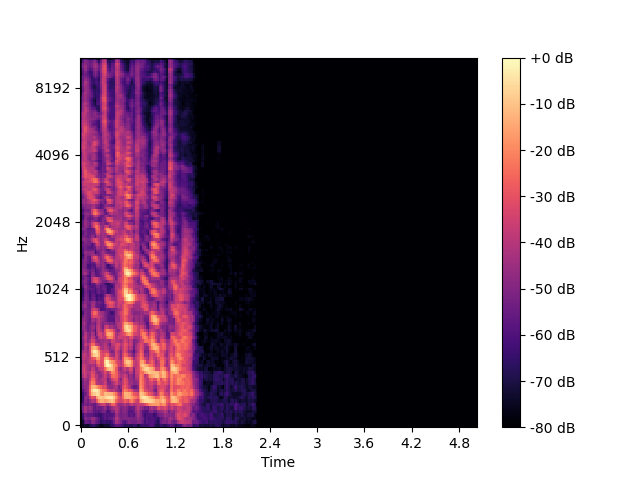 +0 dB
8192
-10 dB
4096
-20 dB
-30 dB
2048
Hz
-40 dB
1024
-50 dB
-60 dB
512
-70 dB
0
-80 dB
0 0.6 1.2 1.8 2.4 3 3.6 4.2 4.8
Time